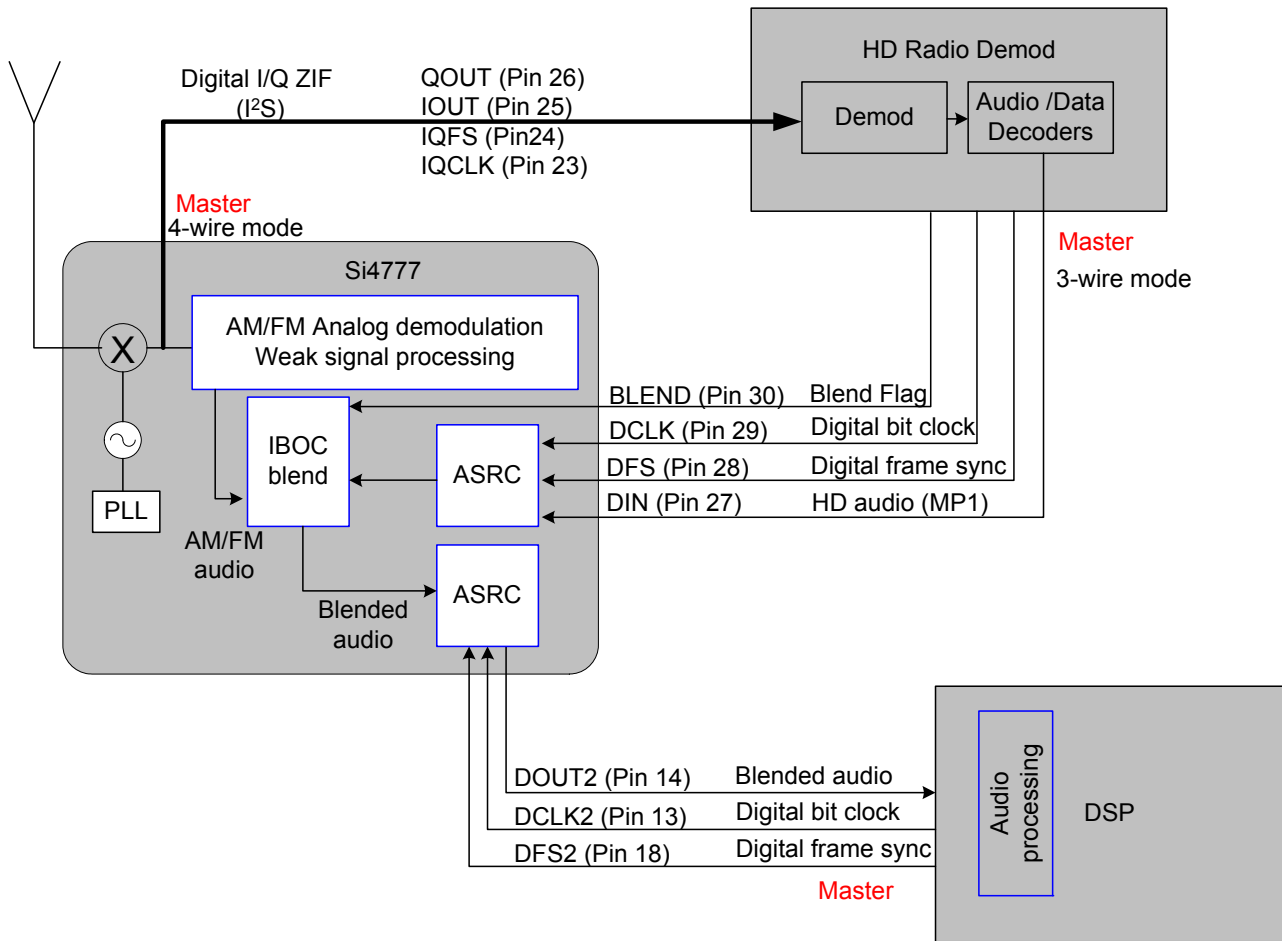 HD Radio Demod
Digital I/Q ZIF
(I²S)
QOUT (Pin 26)
IOUT (Pin 25)
IQFS (Pin24)
IQCLK (Pin 23)
Demod
Audio /Data
Decoders
Master
4-wire mode
Master
3-wire mode
Si4777
AM/FM Analog demodulation
Weak signal processing
X
PLL
IBOC
blend
ASRC
AM/FM
audio
BLEND (Pin 30) Blend Flag
DCLK (Pin 29) Digital bit clock
DFS (Pin 28) Digital frame sync
DIN (Pin 27) HD audio (MP1)
Blended
audio
ASRC
DOUT2 (Pin 14) Blended audio
DCLK2 (Pin 13) Digital bit clock
DFS2 (Pin 18) Digital frame sync
Master
Audio
processing
DSP